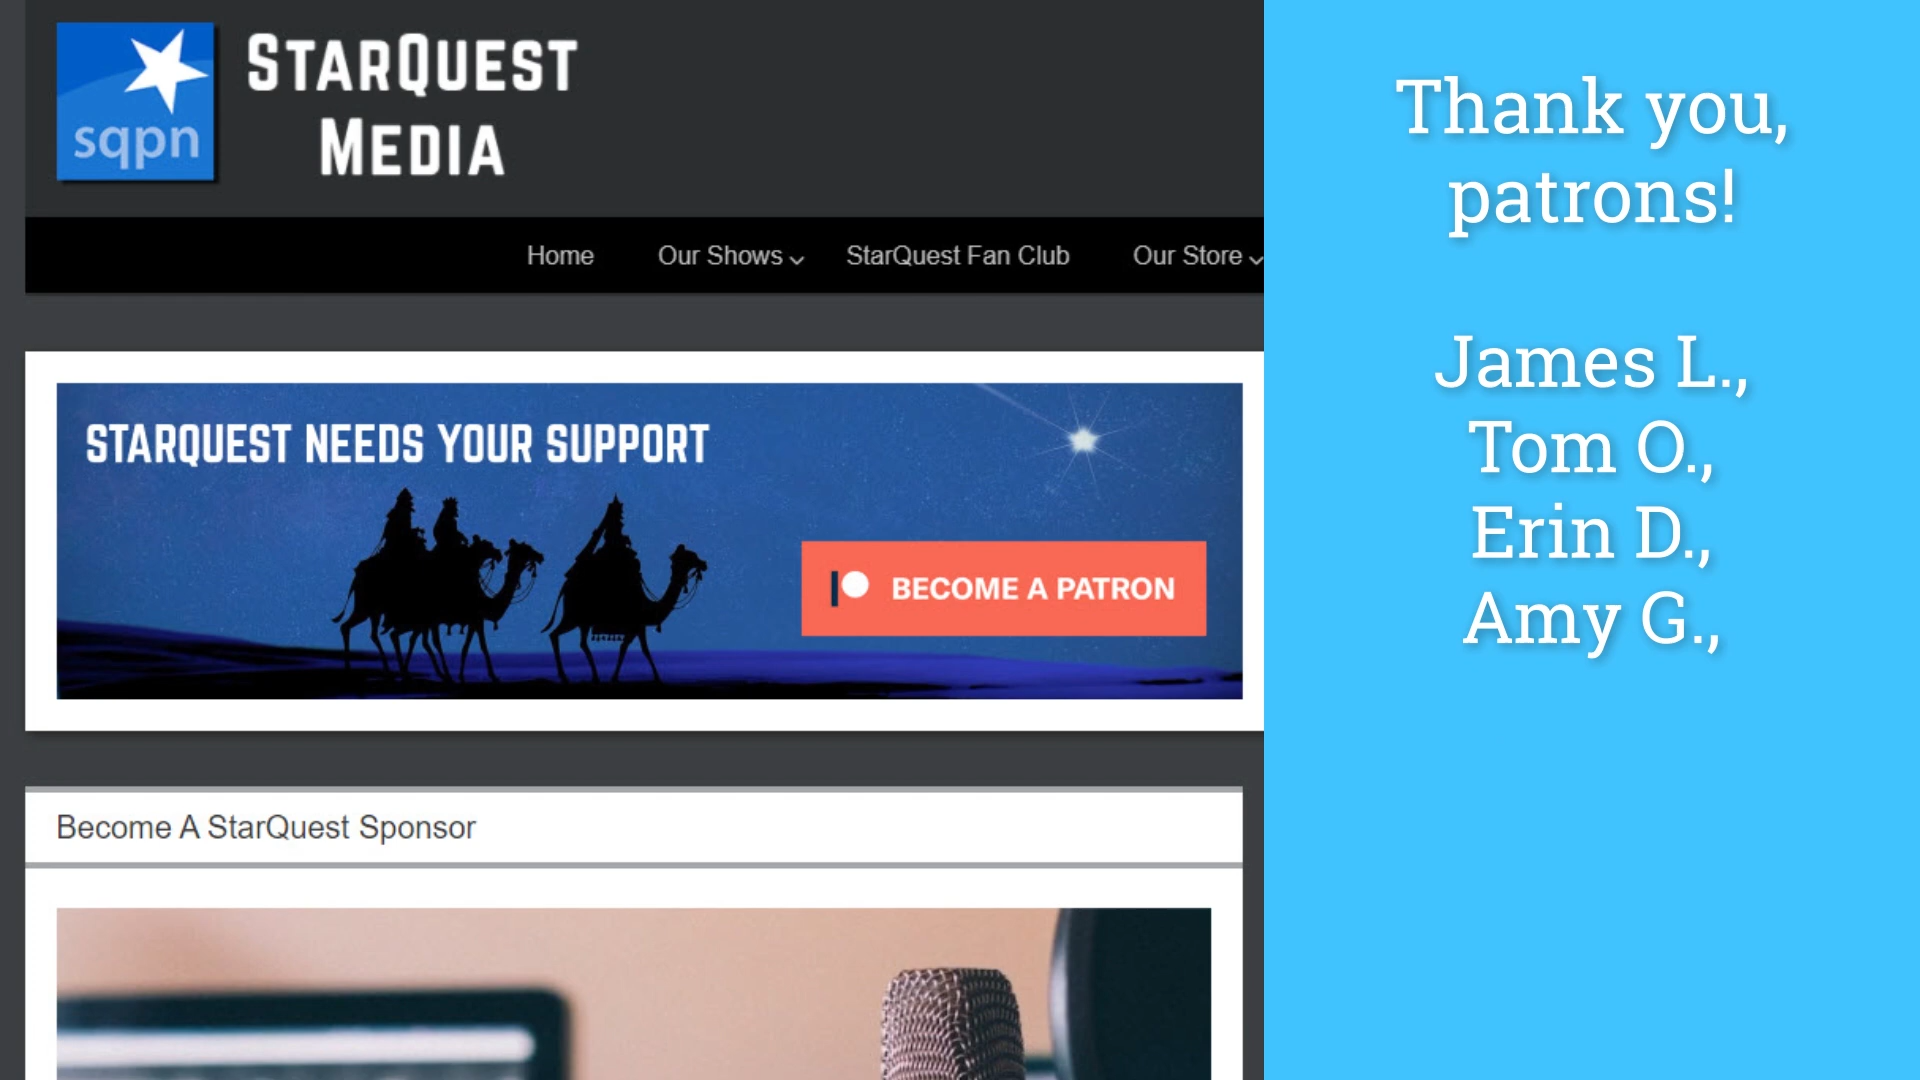 sqpn
STARQUEST
MEDIA
Home Our Shows StarQuest Fan Club Our Store
STARQUEST NEEDS YOUR SUPPORT
BECOME A PATRON
Become A StarQuest Sponsor
Thank you,
patrons!
James L.,
Tom O.,
Erin D.,
Amy G.,